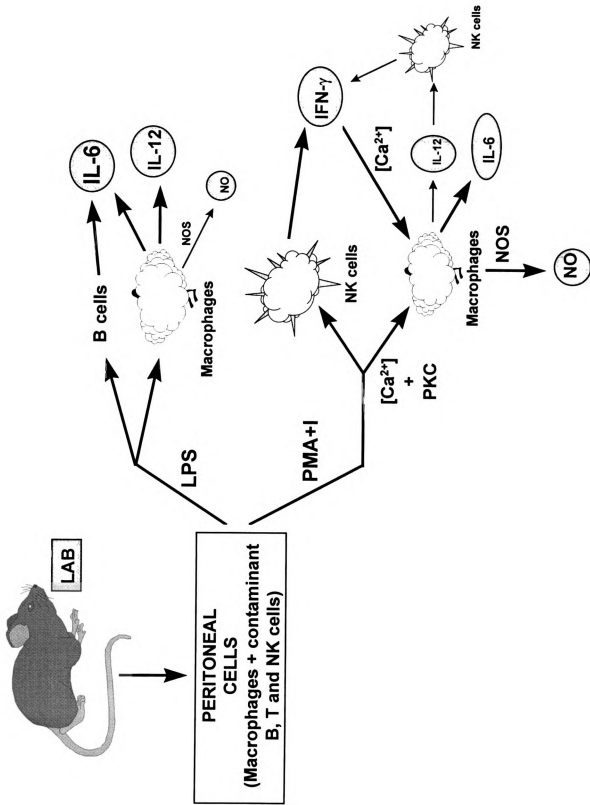 LAB
PERITONEAL
CELLS
(Macrophages + contaminant
B, T and NK cells)
LPS
B cells
Macrophages
NOS
IL-6
IL-12
NO
PMA+I
[Ca²⁺]
+
PKC
NK cells
IFN-γ
[Ca²⁺]
Macrophages
NOS
NO
IL-12
IL-6
NK cells